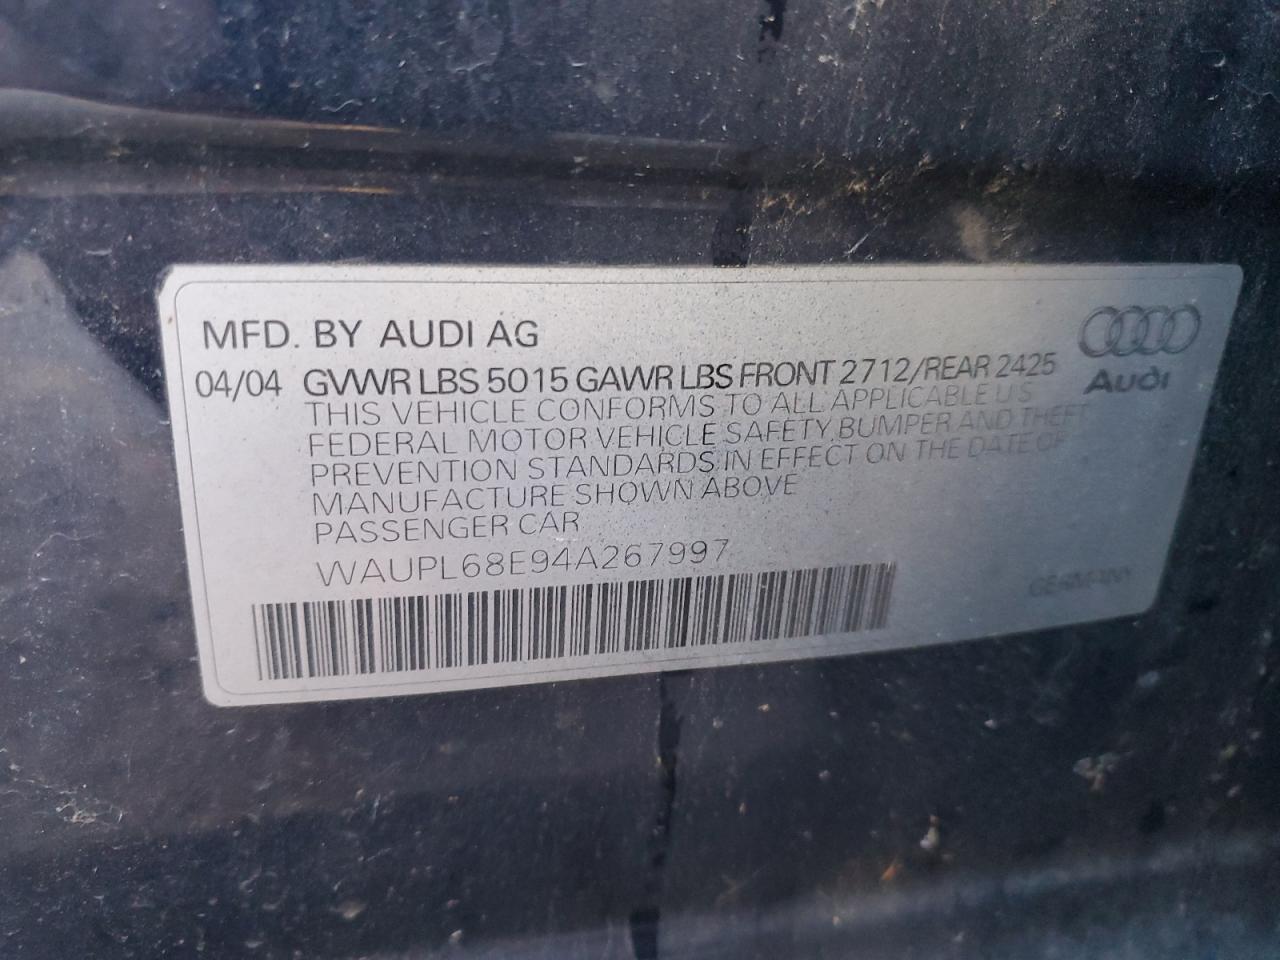 MFD. BY AUDI AG
04/04 GVWR LBS 5015 GAWR LBS FRONT 2712/REAR 2425
Audi
THIS VEHICLE CONFORMS TO ALL APPLICABLE U S
FEDERAL MOTOR VEHICLE SAFETY, BUMPER AND THEFT
PREVENTION STANDARDS IN EFFECT ON THE DATE OF
MANUFACTURE SHOWN ABOVE
PASSENGER CAR
WAUPL68E94A267997
GERMANY